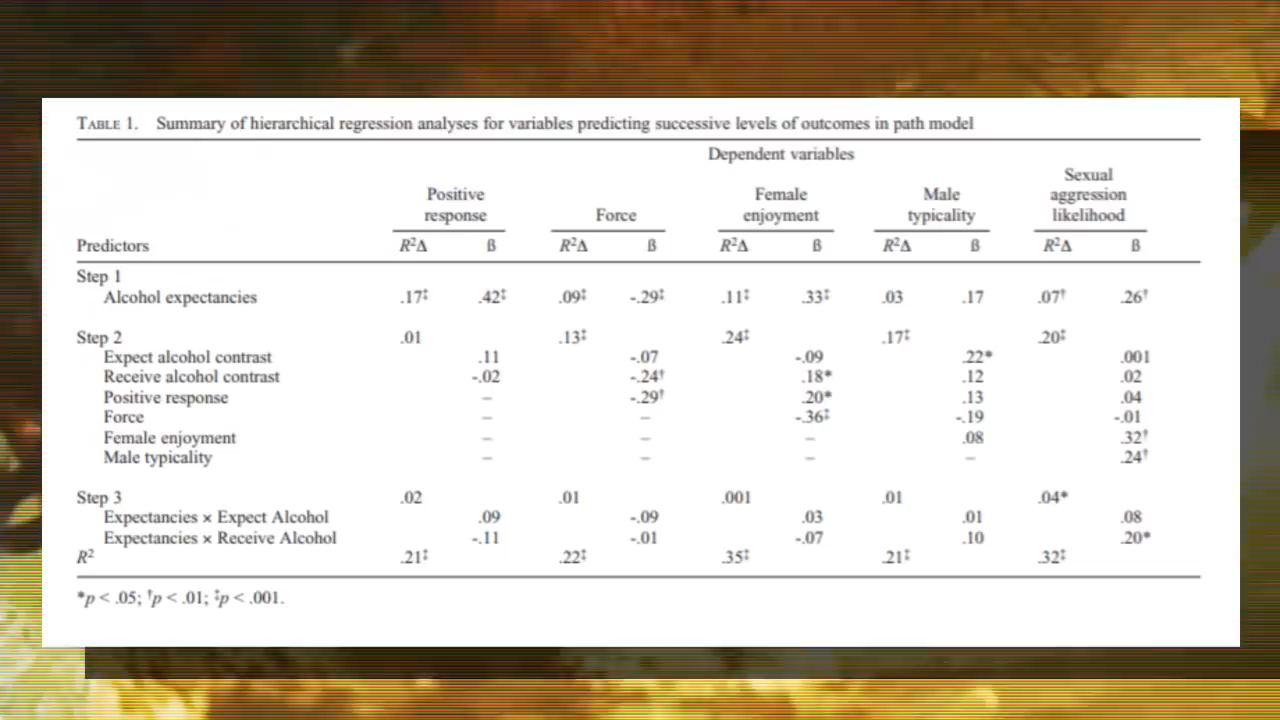 TABLE 1. Summary of hierarchical regression analyses for variables predicting successive levels of outcomes in path model
Dependent variables
Positive response Force Female enjoyment Male typicality Sexual aggression likelihood
Predictors R²Δ ß R²Δ ß R²Δ ß R²Δ ß R²Δ ß
Step 1
Alcohol expectancies .17‡ .42‡ .09‡ -.29‡ .11‡ .33‡ .03 .17 .07† .26†
Step 2 .01 .13‡ .24‡ .17‡ .20‡
Expect alcohol contrast .11 -.07 -.09 .22* .001
Receive alcohol contrast -.02 -.24† .18* .12 .02
Positive response – -.29† .20* .13 .04
Force – – -.36‡ -.19 -.01
Female enjoyment – – – .08 .32†
Male typicality – – – – .24†
Step 3 .02 .01 .001 .01 .04*
Expectancies × Expect Alcohol .09 -.09 .03 .01 .08
Expectancies × Receive Alcohol -.11 -.01 -.07 .10 .20*
R² .21‡ .22‡ .35‡ .21‡ .32‡
*p < .05; †p < .01; ‡p < .001.